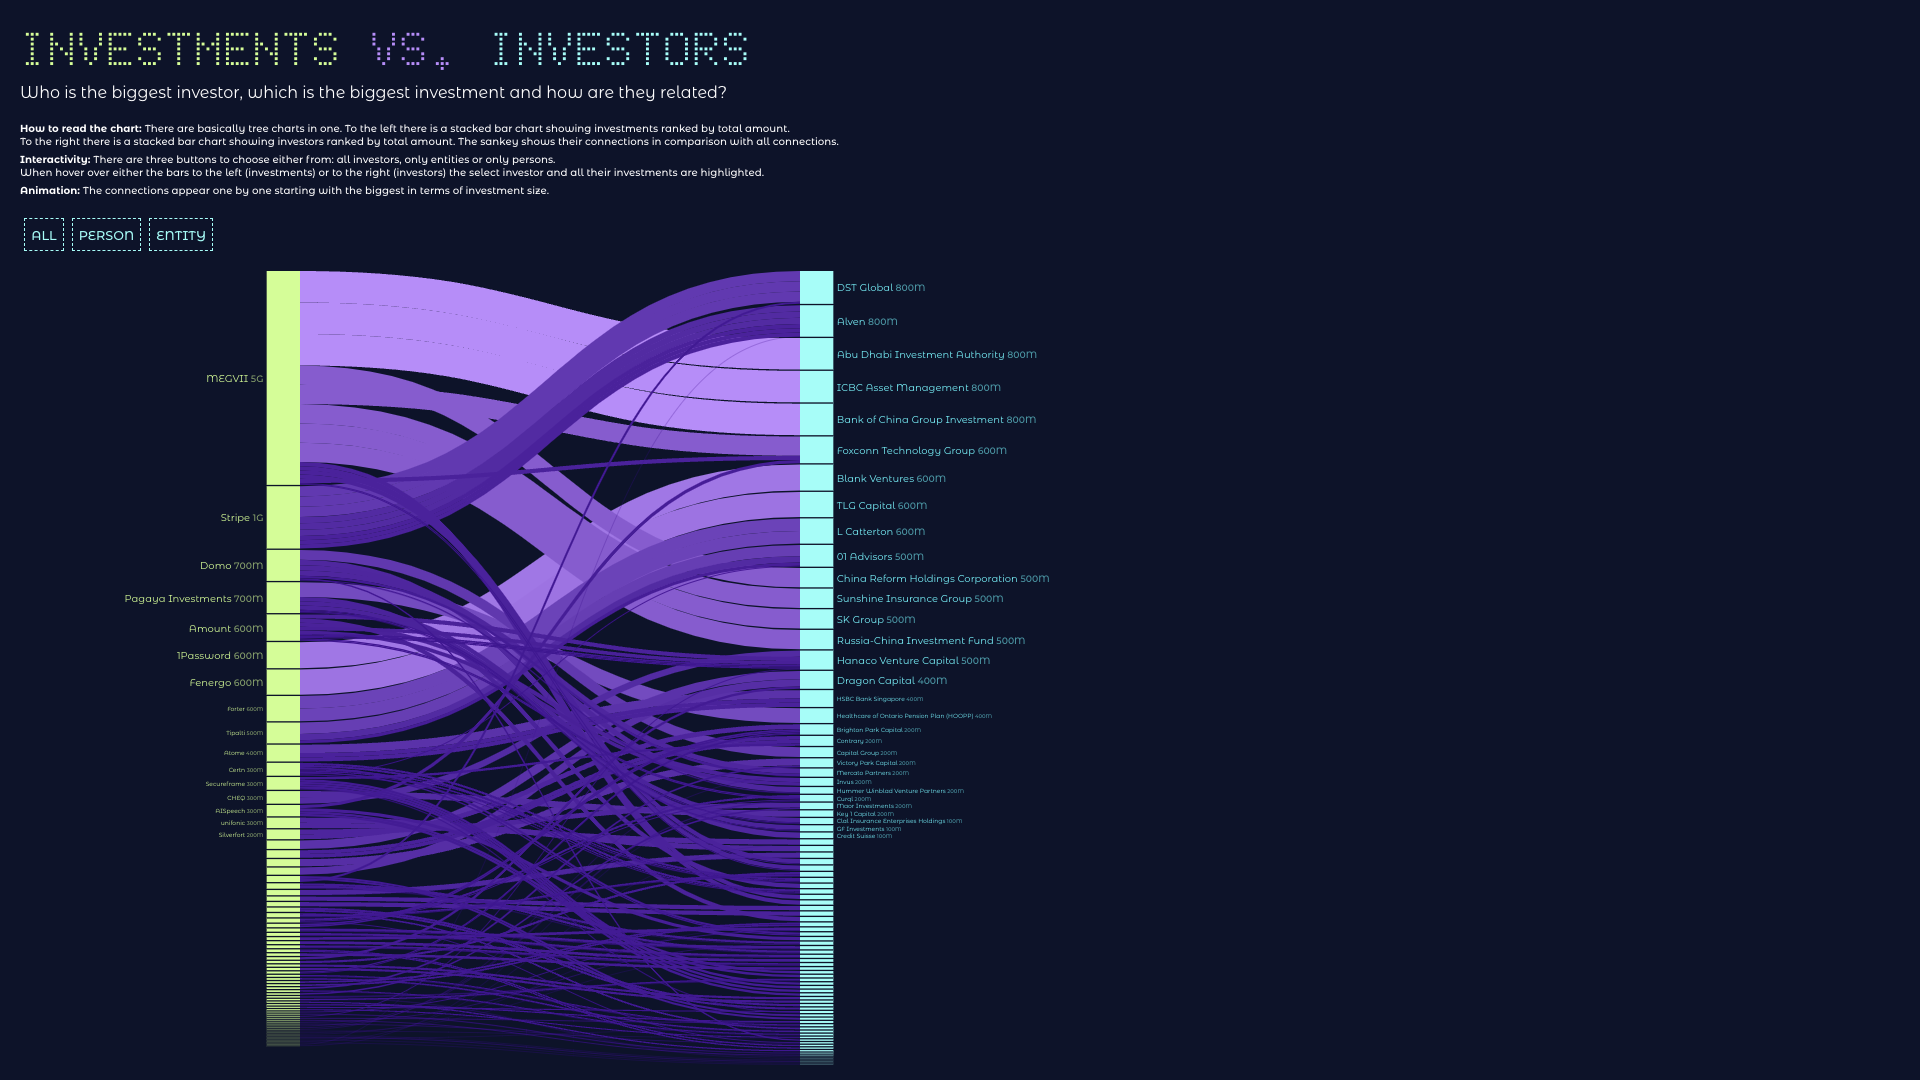 INVESTMENTS VS. INVESTORS
Who is the biggest investor, which is the biggest investment and how are they related?
How to read the chart: There are basically tree charts in one. To the left there is a stacked bar chart showing investments ranked by total amount.
To the right there is a stacked bar chart showing investors ranked by total amount. The sankey shows their connections in comparison with all connections.
Interactivity: There are three buttons to choose either from: all investors, only entities or only persons.
When hover over either the bars to the left (investments) or to the right (investors) the select investor and all their investments are highlighted.
Animation: The connections appear one by one starting with the biggest in terms of investment size.
ALL PERSON ENTITY
MEGVII 5G
Stripe 1G
Domo 700M
Pagaya Investments 700M
Amount 600M
1Password 600M
Fenergo 600M
Forter 600M
Tipalti 500M
Atome 400M
Certn 300M
Secureframe 300M
CHEQ 300M
AISpeech 300M
unifonic 300M
Silverfort 200M
DST Global 800M
Alven 800M
Abu Dhabi Investment Authority 800M
ICBC Asset Management 800M
Bank of China Group Investment 800M
Foxconn Technology Group 600M
Blank Ventures 600M
TLG Capital 600M
L Catterton 600M
01 Advisors 500M
China Reform Holdings Corporation 500M
Sunshine Insurance Group 500M
SK Group 500M
Russia-China Investment Fund 500M
Hanaco Venture Capital 500M
Dragon Capital 400M
HSBC Bank Singapore 400M
Healthcare of Ontario Pension Plan (HOOPP) 400M
Brighton Park Capital 200M
Contrary 200M
Capital Group 200M
Victory Park Capital 200M
Mercato Partners 200M
Invus 200M
Hummer Winblad Venture Partners 200M
Curql 200M
Maor Investments 200M
Key 1 Capital 200M
Clal Insurance Enterprises Holdings 100M
GF Investments 100M
Credit Suisse 100M